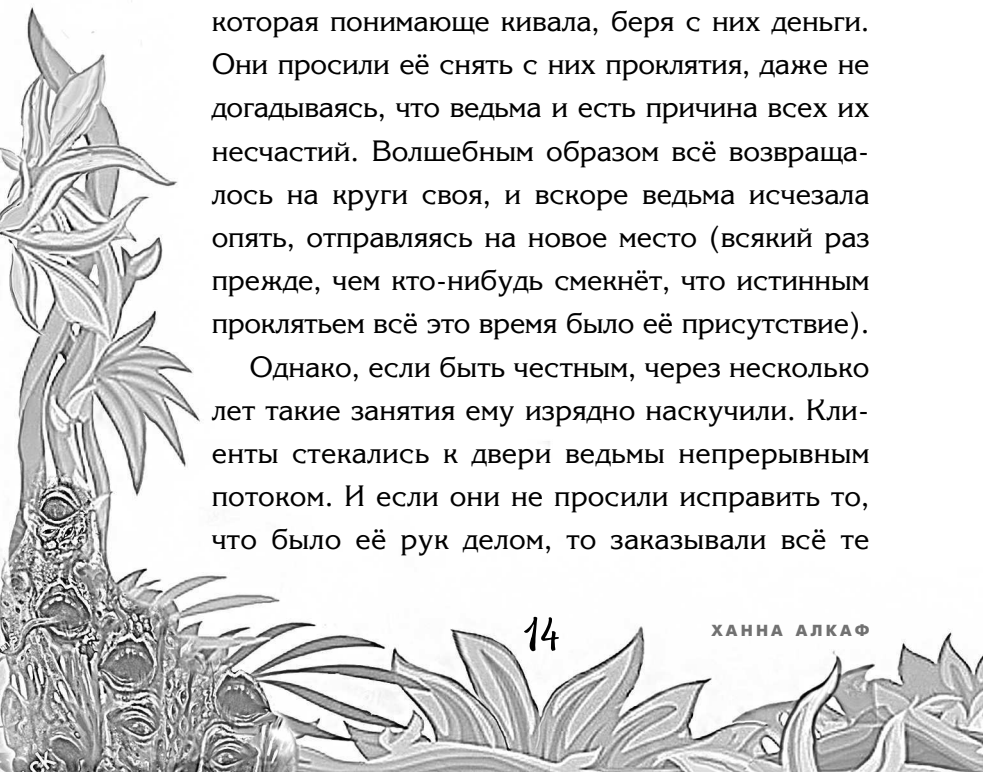 которая понимающе кивала, беря с них деньги.
Они просили её снять с них проклятия, даже не
догадываясь, что ведьма и есть причина всех их
несчастий. Волшебным образом всё возвраща-
лось на круги своя, и вскоре ведьма исчезала
опять, отправляясь на новое место (всякий раз
прежде, чем кто-нибудь смекнёт, что истинным
проклятьем всё это время было её присутствие).
Однако, если быть честным, через несколько
лет такие занятия ему изрядно наскучили. Кли-
енты стекались к двери ведьмы непрерывным
потоком. И если они не просили исправить то,
что было её рук делом, то заказывали всё те
14
ХАННА АЛКАФ